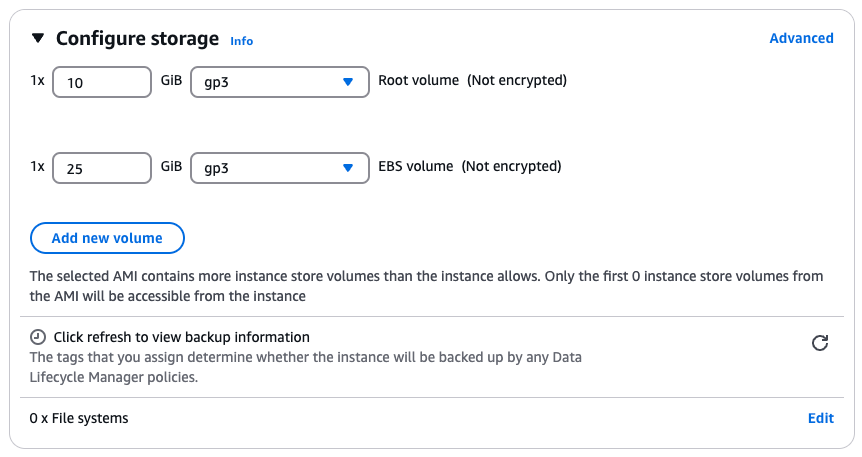 Configure storage Info Advanced
1x 10 GiB gp3 Root volume (Not encrypted)
1x 25 GiB gp3 EBS volume (Not encrypted)
Add new volume
The selected AMI contains more instance store volumes than the instance allows. Only the first 0 instance store volumes from
the AMI will be accessible from the instance
Click refresh to view backup information
The tags that you assign determine whether the instance will be backed up by any Data
Lifecycle Manager policies.
0 x File systems Edit